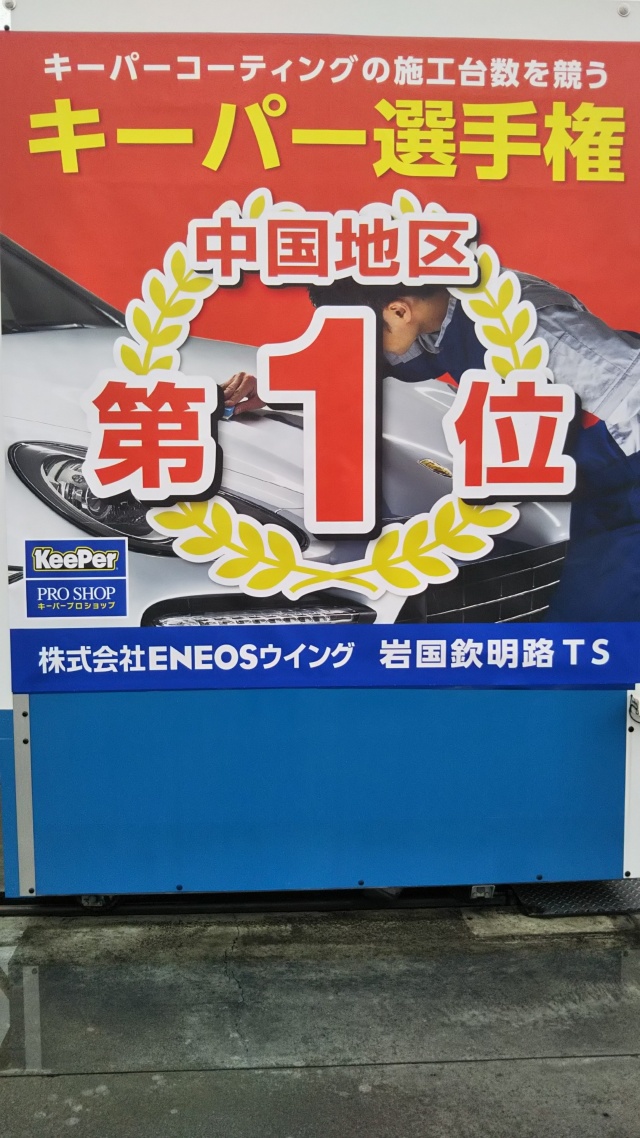 キーパーコーティングの施工台数を競う
キーパー選手権
中国地区
第1位
KeePer
PRO SHOP
キーパープロショップ
株式会社ENEOSウイング 岩国欽明路TS